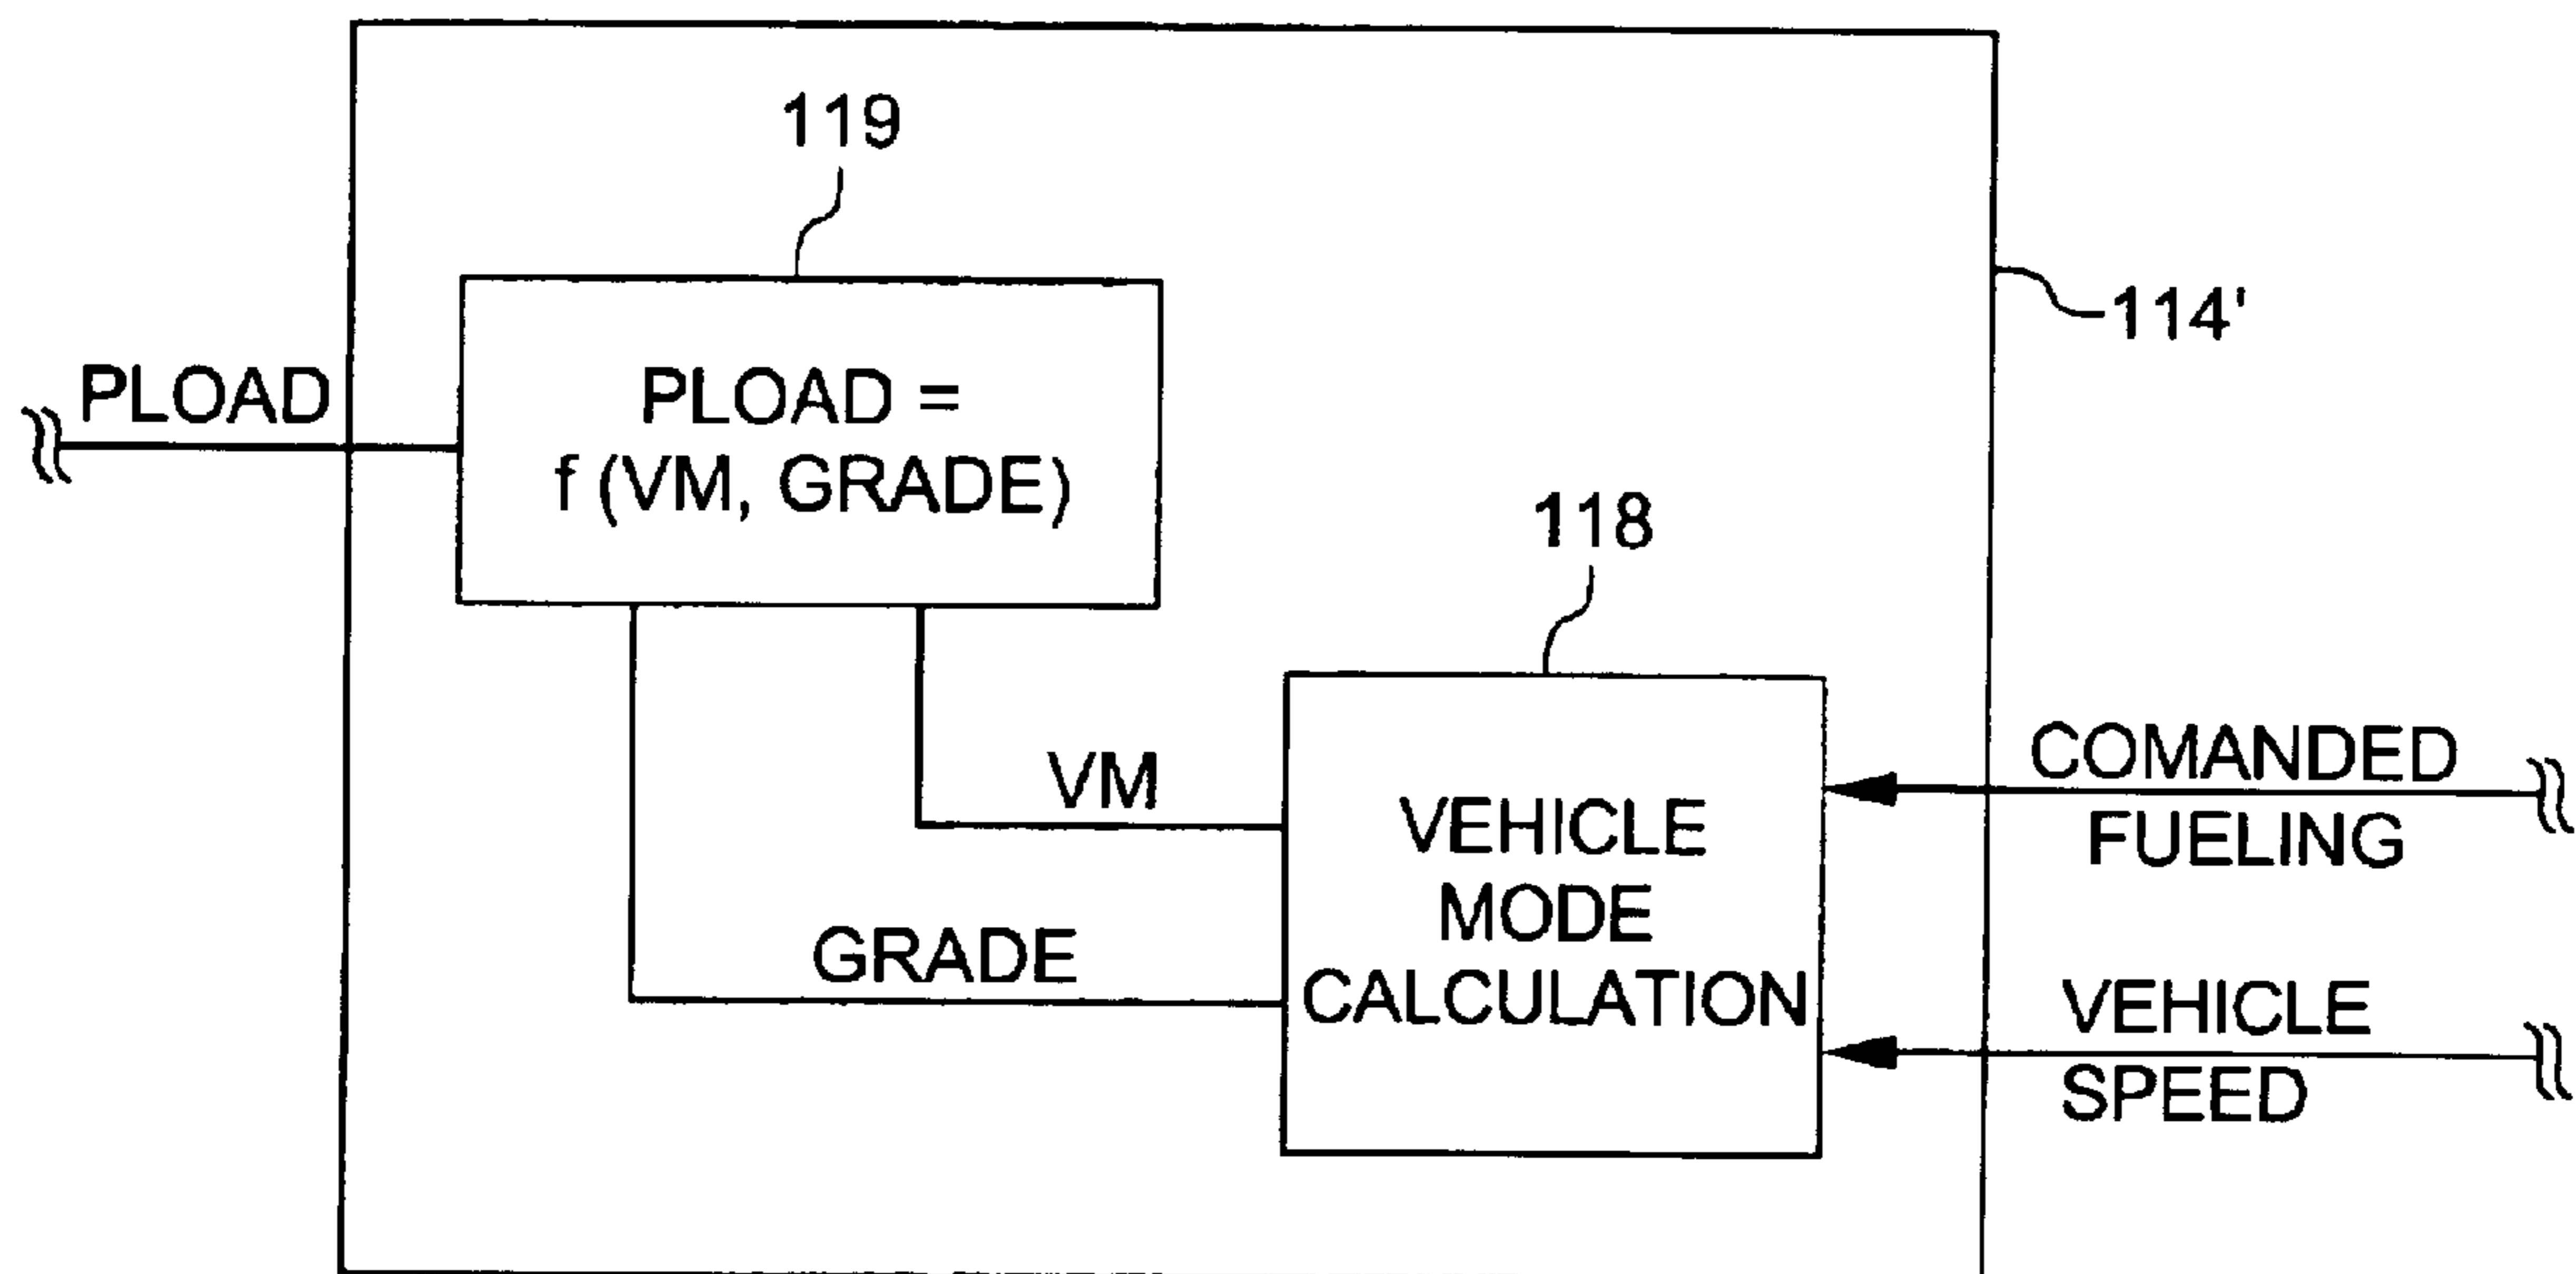 119
114'
PLOAD
PLOAD =
f (VM, GRADE)
118
VM
GRADE
VEHICLE
MODE
CALCULATION
COMANDED
FUELING
VEHICLE
SPEED